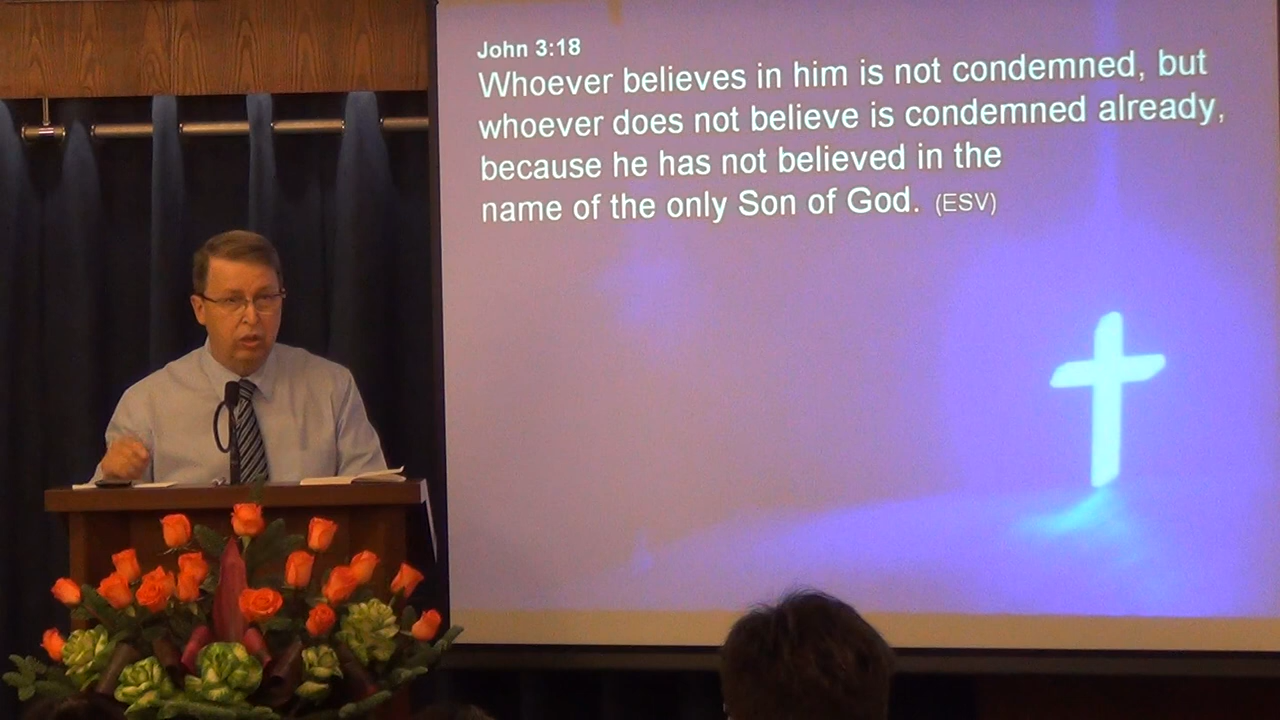 John 3:18
Whoever believes in him is not condemned, but
whoever does not believe is condemned already,
because he has not believed in the
name of the only Son of God. (ESV)